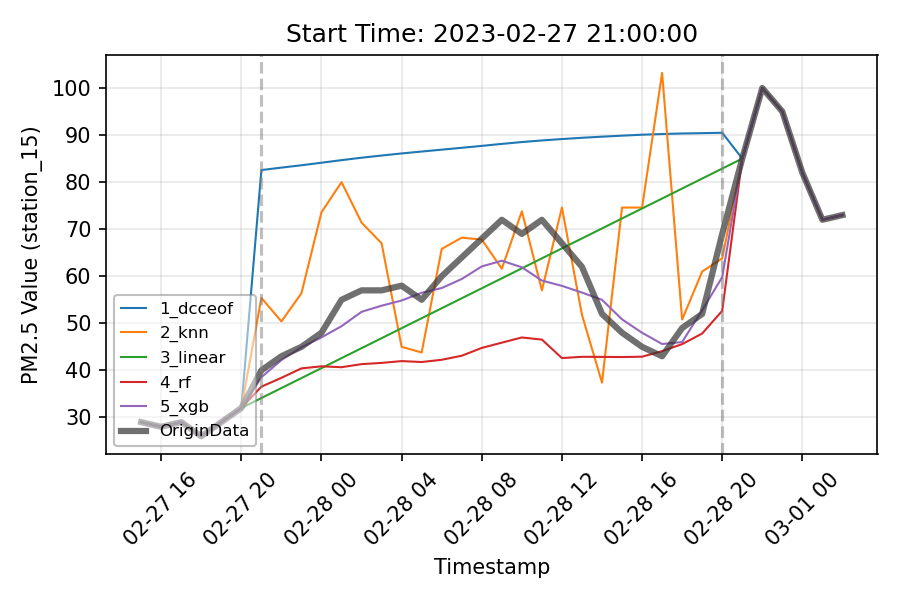 Start Time: 2023-02-27 21:00:00
PM2.5 Value (station_15)
100
90
80
70
60
50
40
30
1_dcceof
2_knn
3_linear
4_rf
5_xgb
OriginData
02-27 16
02-27 20
02-28 00
02-28 04
02-28 08
02-28 12
02-28 16
02-28 20
03-01 00
Timestamp